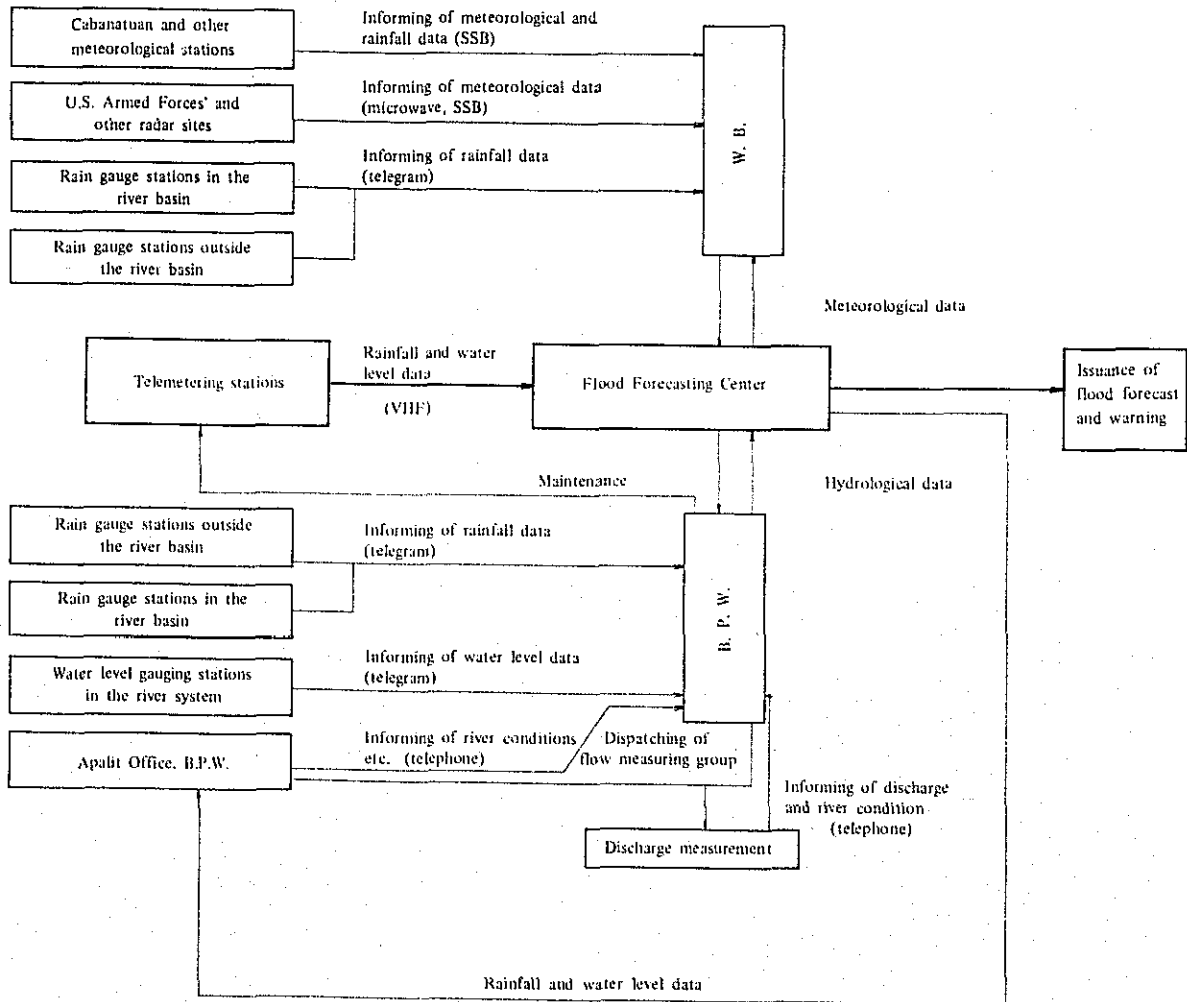 Cabanatuan and other
meteorological stations
Informing of meteorological and
rainfall data (SSB)
U.S. Armed Forces' and
other radar sites
Informing of meteorological data
(microwave, SSB)
W. B.
Rain gauge stations in the
river basin
Informing of rainfall data
(telegram)
Rain gauge stations outside
the river basin
Meteorological data
Telemetering stations
Rainfall and water
level data
(VHF)
Flood Forecasting Center
Issuance of
flood forecast
and warning
Maintenance
Hydrological data
Rain gauge stations outside
the river basin
Informing of rainfall data
(telegram)
Rain gauge stations in the
river basin
B. P. W.
Water level gauging stations
in the river system
Informing of water level data
(telegram)
Apalit Office, B.P.W.
Informing of river conditions
etc. (telephone)
Dispatching of
flow measuring group
Informing of discharge
and river condition
(telephone)
Discharge measurement
Rainfall and water level data